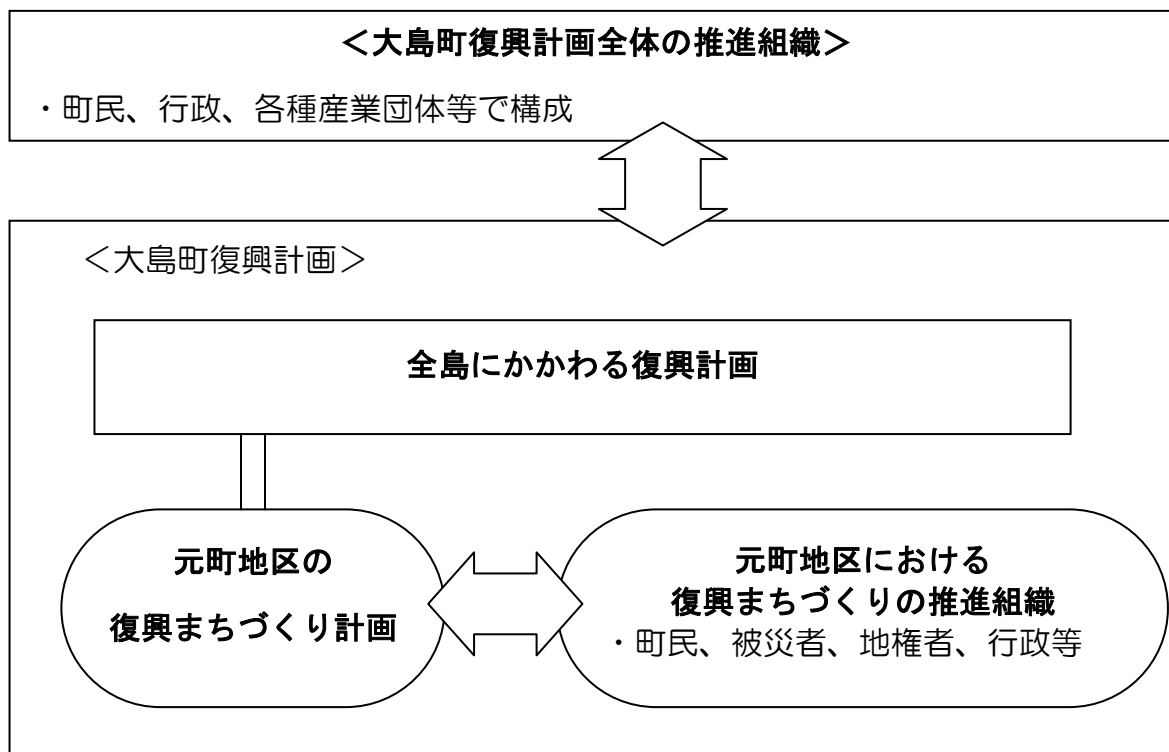 ＜大島町復興計画全体の推進組織＞
・町民、行政、各種産業団体等で構成
＜大島町復興計画＞
全島にかかわる復興計画
元町地区の
復興まちづくり計画
元町地区における
復興まちづくりの推進組織
・町民、被災者、地権者、行政等